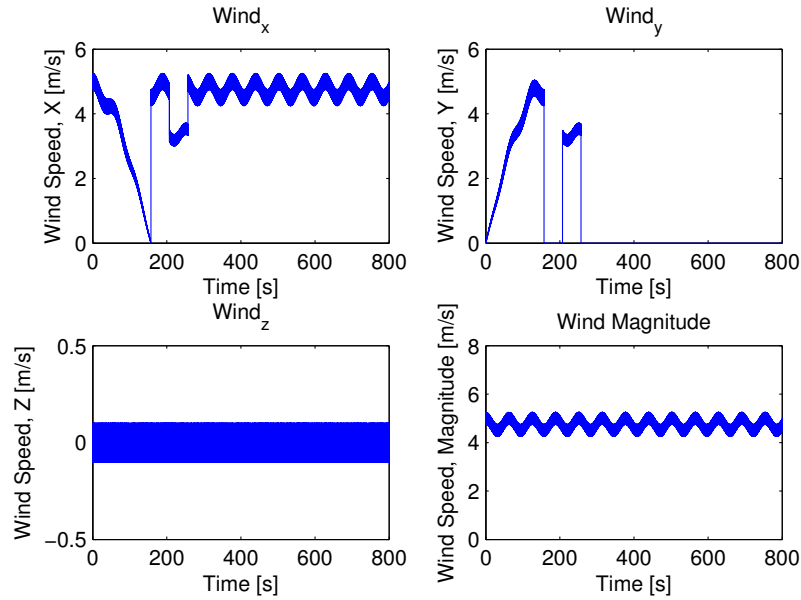 Wind_x
Wind Speed, X [m/s]
6
4
2
0
0 200 400 600 800
Time [s]
Wind_y
Wind Speed, Y [m/s]
6
4
2
0
0 200 400 600 800
Time [s]
Wind_z
Wind Speed, Z [m/s]
0.5
0
−0.5
0 200 400 600 800
Time [s]
Wind Magnitude
Wind Speed, Magnitude [m/s]
8
6
4
2
0
0 200 400 600 800
Time [s]